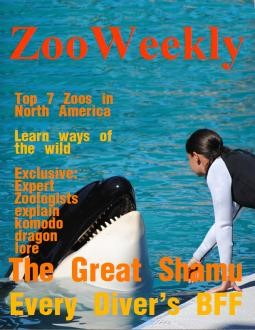 ZooWeekly
Top 7 Zoos in
North America
Learn ways of
the wild
Exclusive:
Expert
Zoologists
explain
komodo
dragon
lore
The Great Shamu
Every Diver's BFF